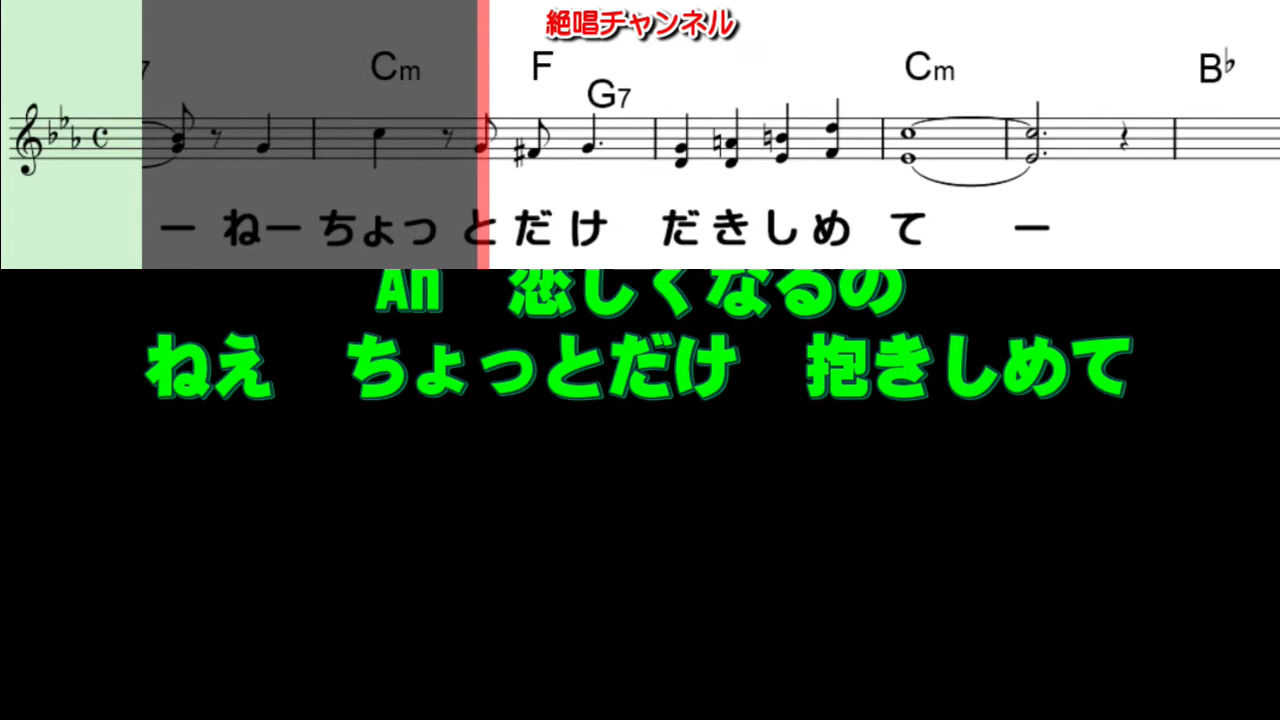 絶唱チャンネル
7 Cm F G7 Cm B♭
ー ねー ちょっ と だ け だ き し め て ー
An 恋しくなるの
ねえ ちょっとだけ 抱きしめて